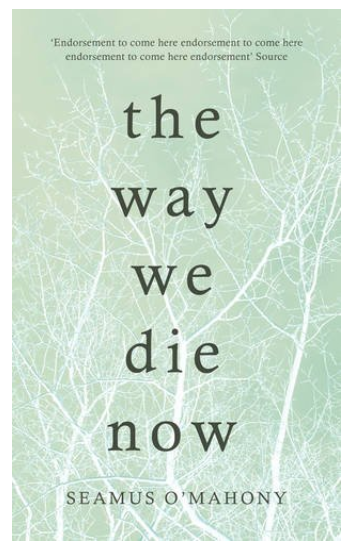 ‘Endorsement to come here endorsement to come here
endorsement to come here endorsement’ Source
the
way
we
die
now
SEAMUS O’MAHONY